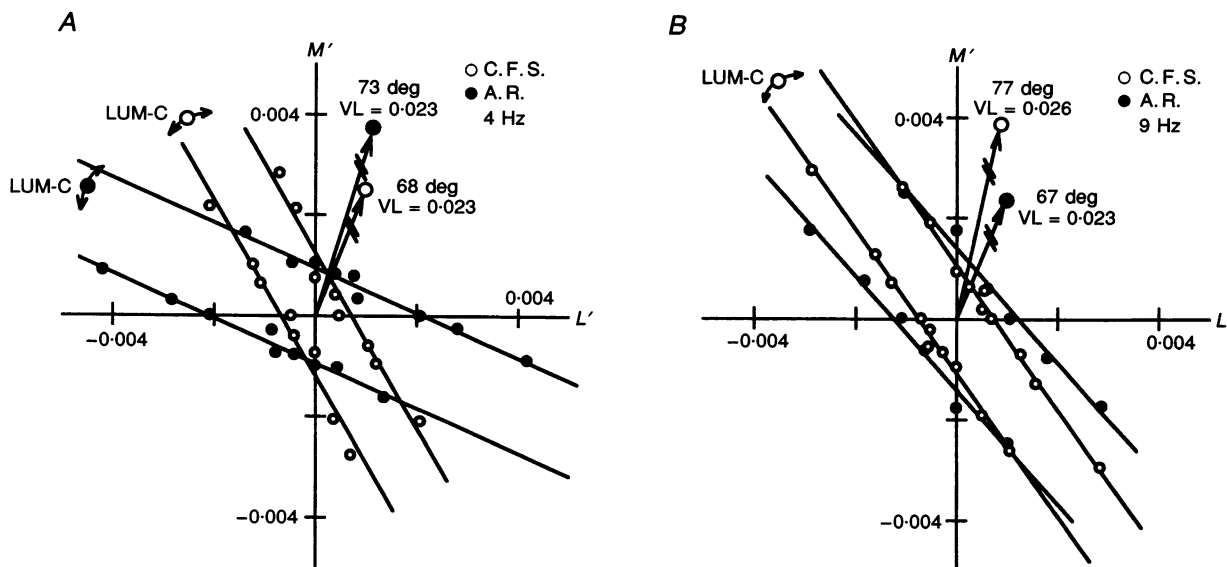 A
M'
C.F.S.
A.R.
4 Hz
LUM-C
0·004
73 deg
VL = 0·023
68 deg
VL = 0·023
LUM-C
0·004
-0·004
L'
-0·004
B
M'
C.F.S.
A.R.
9 Hz
LUM-C
0·004
77 deg
VL = 0·026
67 deg
VL = 0·023
-0·004
0·004
L
-0·004